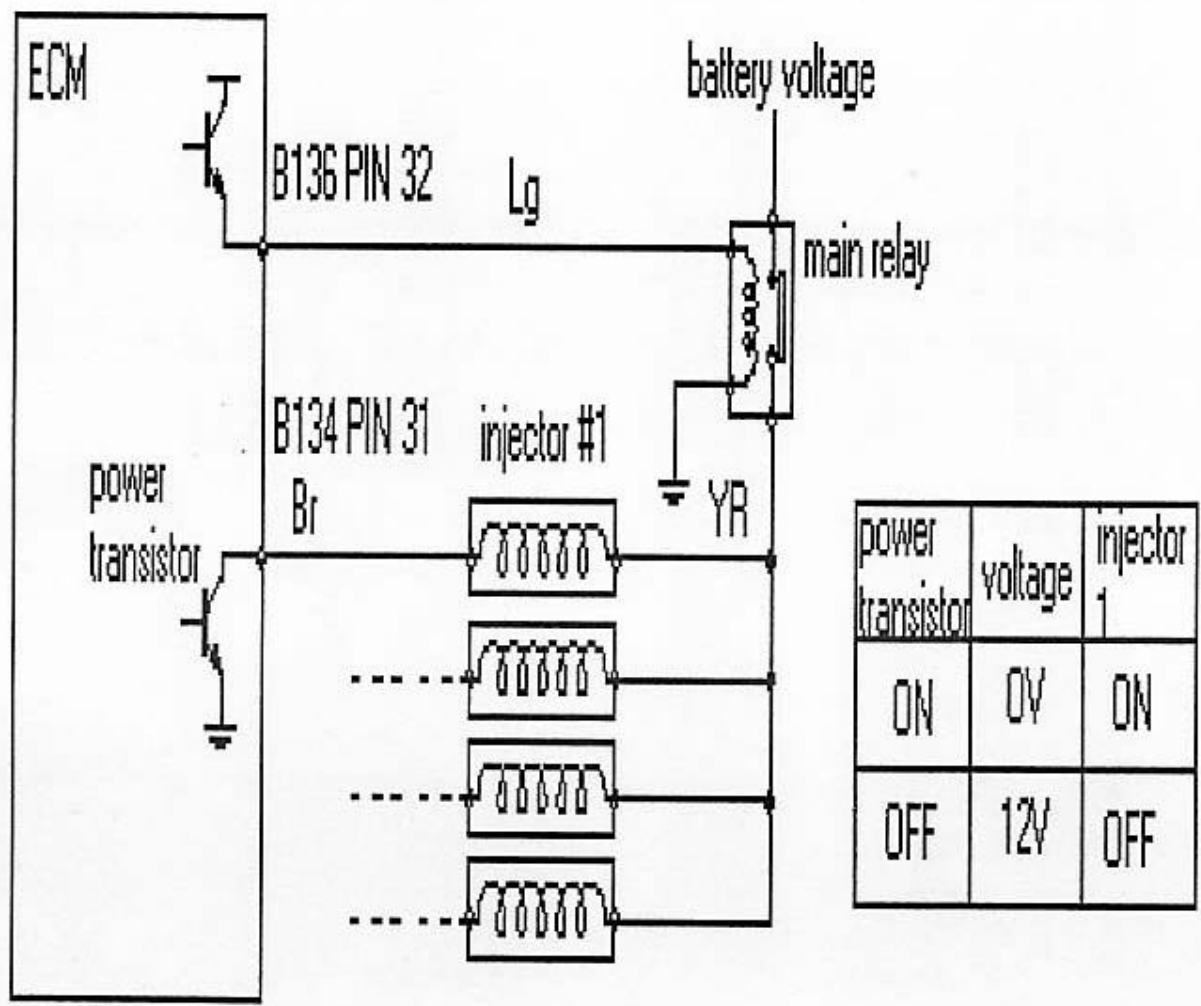 ECM
battery voltage
B136 PIN 32
Lg
main relay
B134 PIN 31
injector #1
power
transistor
Br
YR
power
transistor
voltage
injector
1
ON
0V
ON
OFF
12V
OFF